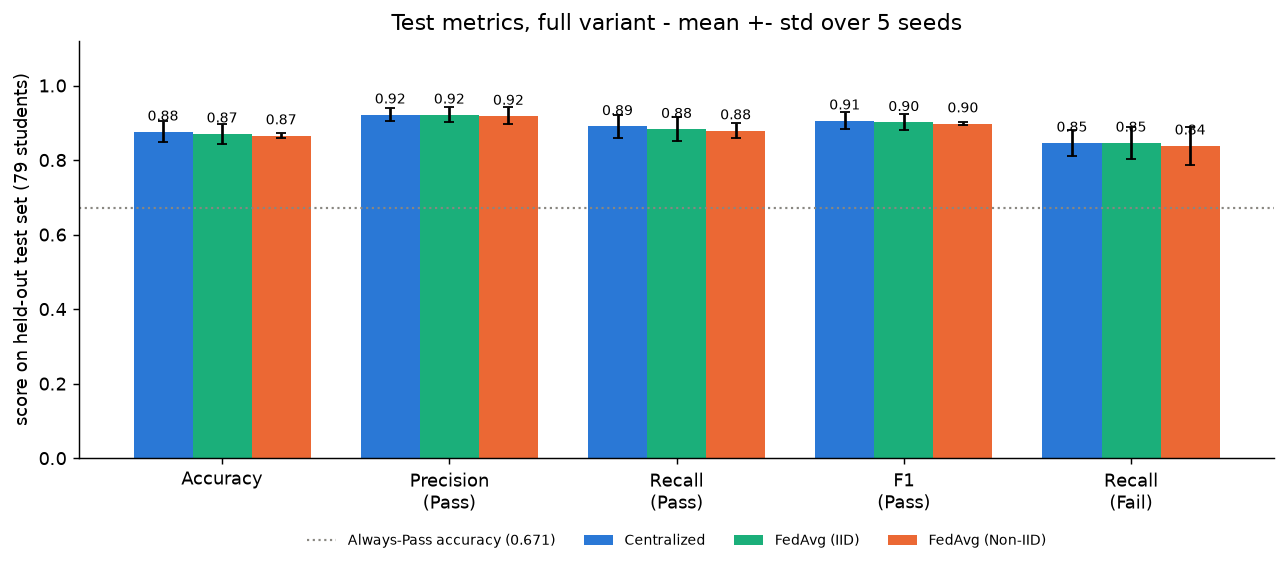 Test metrics, full variant - mean +- std over 5 seeds
score on held-out test set (79 students)
1.0
0.8
0.6
0.4
0.2
0.0
0.88
0.87
0.87
0.92
0.92
0.92
0.89
0.88
0.88
0.91
0.90
0.90
0.85
0.85
0.84
Accuracy
Precision
(Pass)
Recall
(Pass)
F1
(Pass)
Recall
(Fail)
Always-Pass accuracy (0.671)
Centralized
FedAvg (IID)
FedAvg (Non-IID)